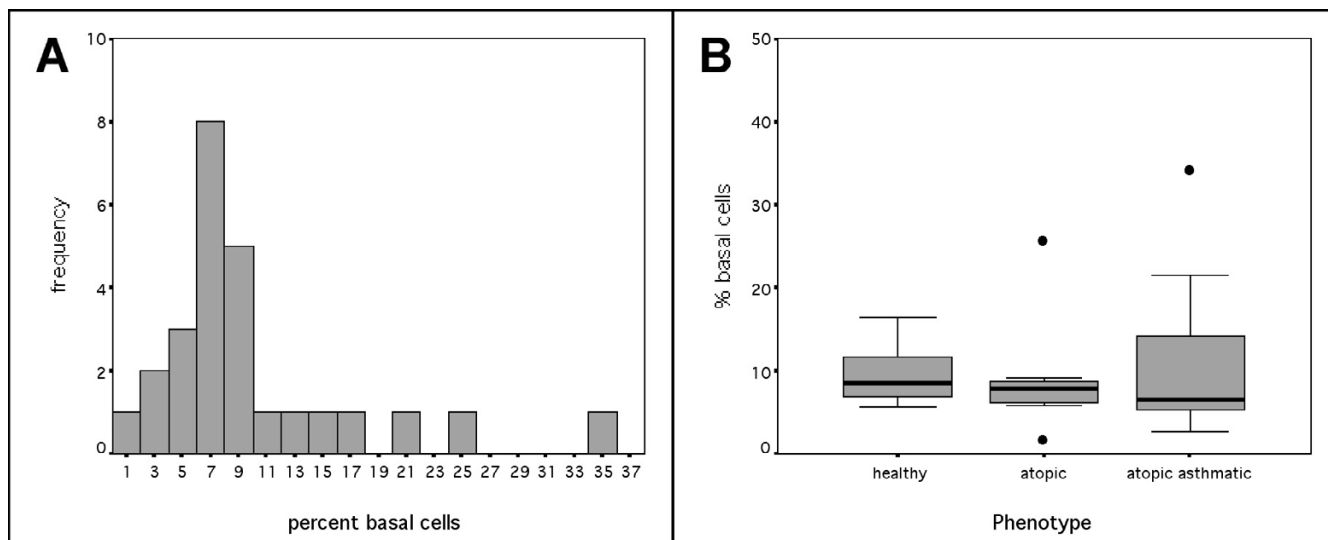 A
10
8
6
4
2
0
frequency
1 3 5 7 9 11 13 15 17 19 21 23 25 27 29 31 33 35 37
percent basal cells
B
50
40
30
20
10
0
% basal cells
healthy atopic atopic asthmatic
Phenotype